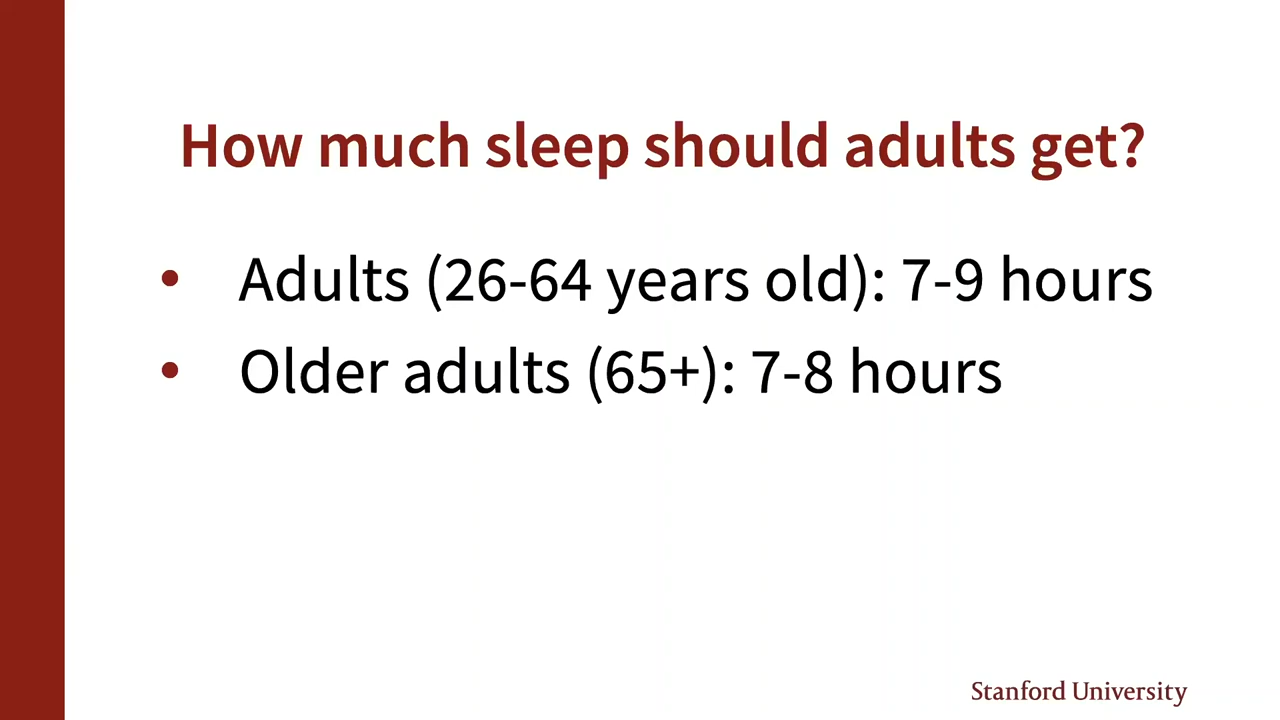 How much sleep should adults get?
• Adults (26-64 years old): 7-9 hours
• Older adults (65+): 7-8 hours
Stanford University